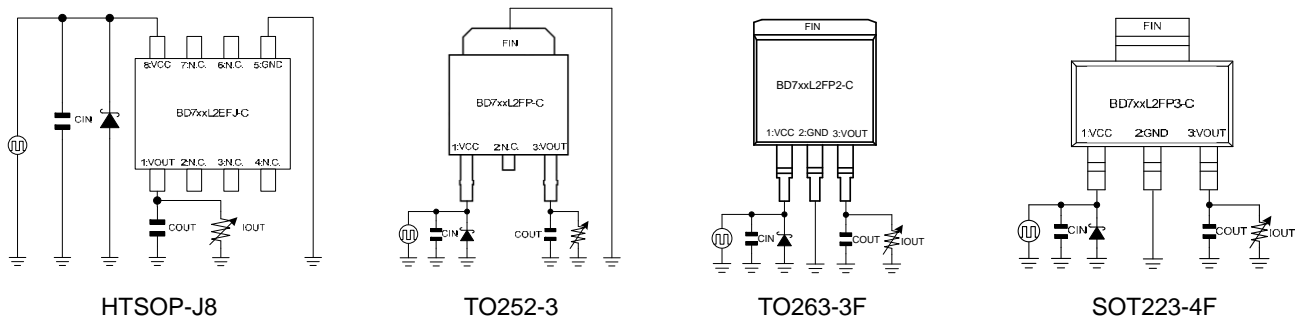 8:VCC 7:N.C. 6:N.C. 5:GND
BD7xxL2EFJ-C
1:VOUT 2:N.C. 3:N.C. 4:N.C.
CIN
COUT
IOUT
HTSOP-J8
FIN
BD7xxL2FP-C
1:VCC 2:N.C. 3:VOUT
CIN
COUT
TO252-3
FIN
BD7xxL2FP2-C
1:VCC 2:GND 3:VOUT
CIN
COUT
IOUT
TO263-3F
FIN
BD7xxL2FP3-C
1:VCC 2:GND 3:VOUT
CIN
COUT
IOUT
SOT223-4F